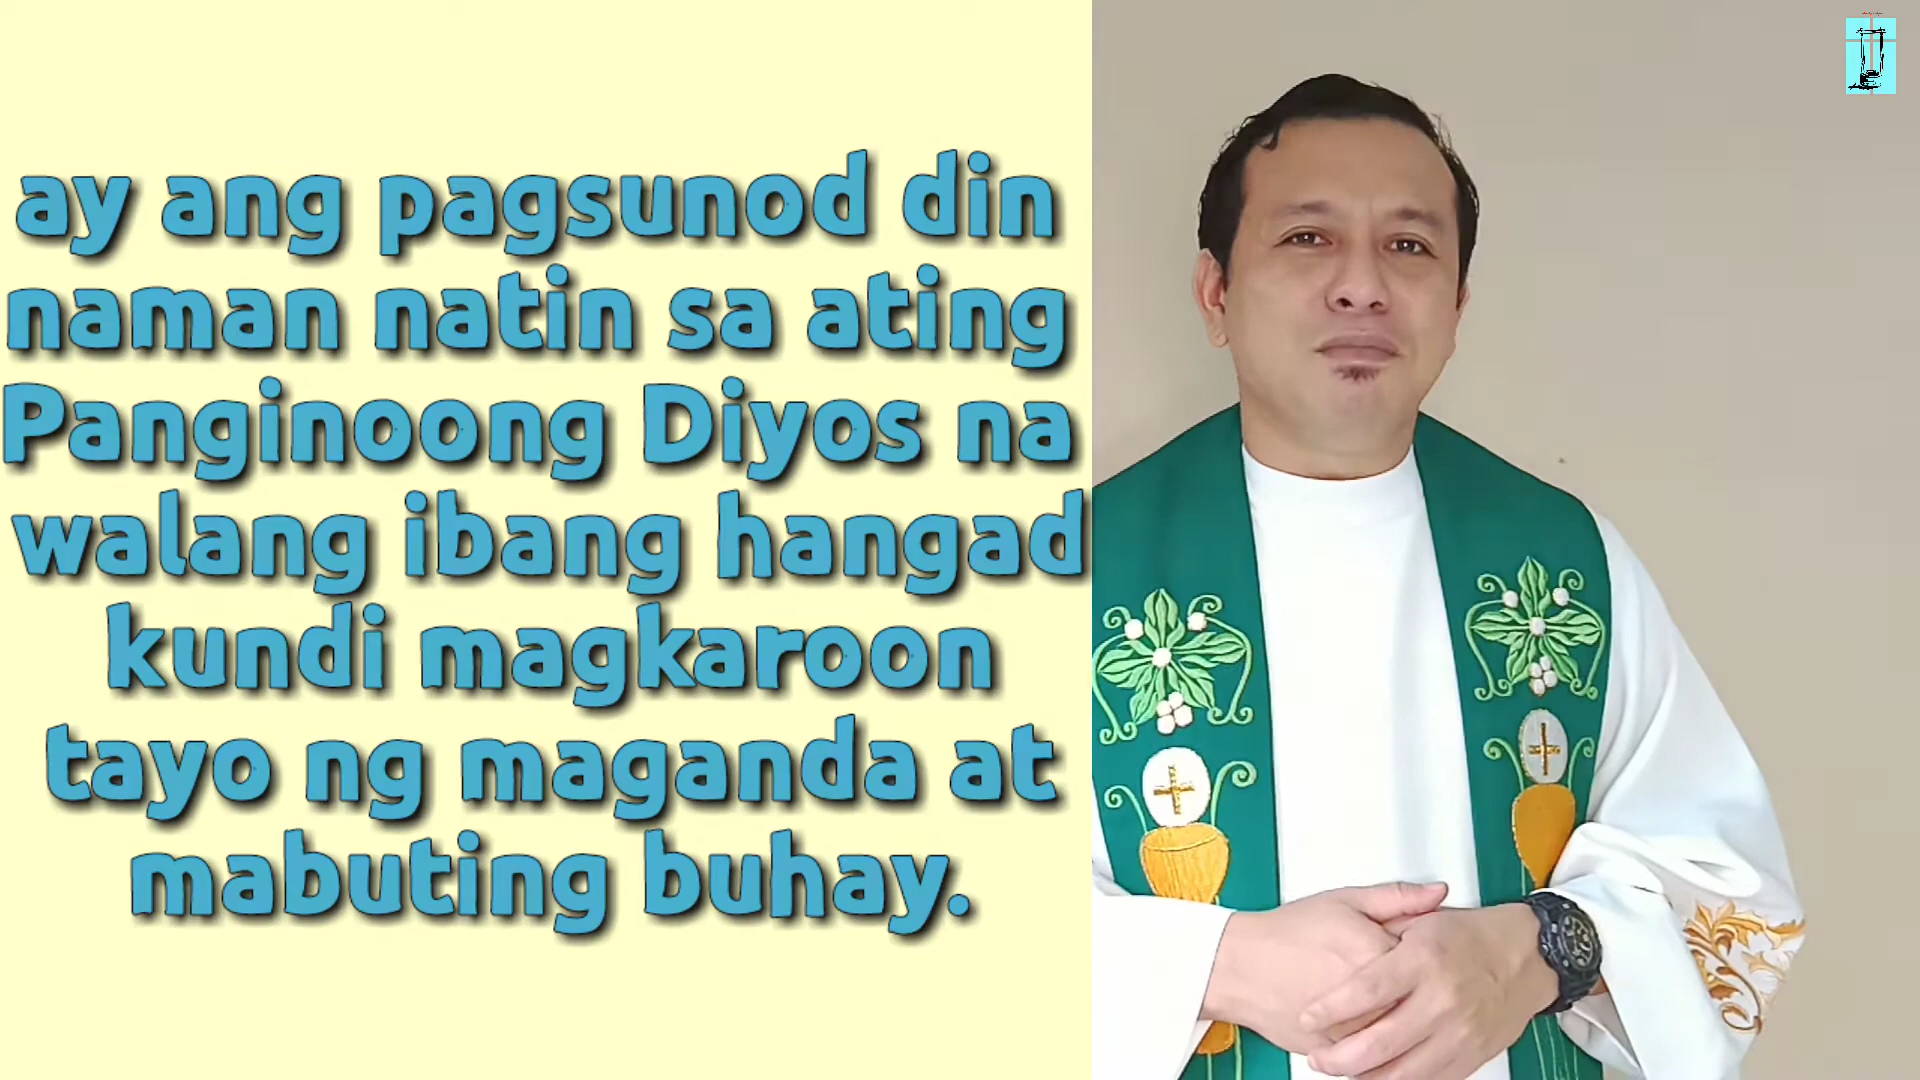 ay ang pagsunod din
naman natin sa ating
Panginoong Diyos na
walang ibang hangad
kundi magkaroon
tayo ng maganda at
mabuting buhay.